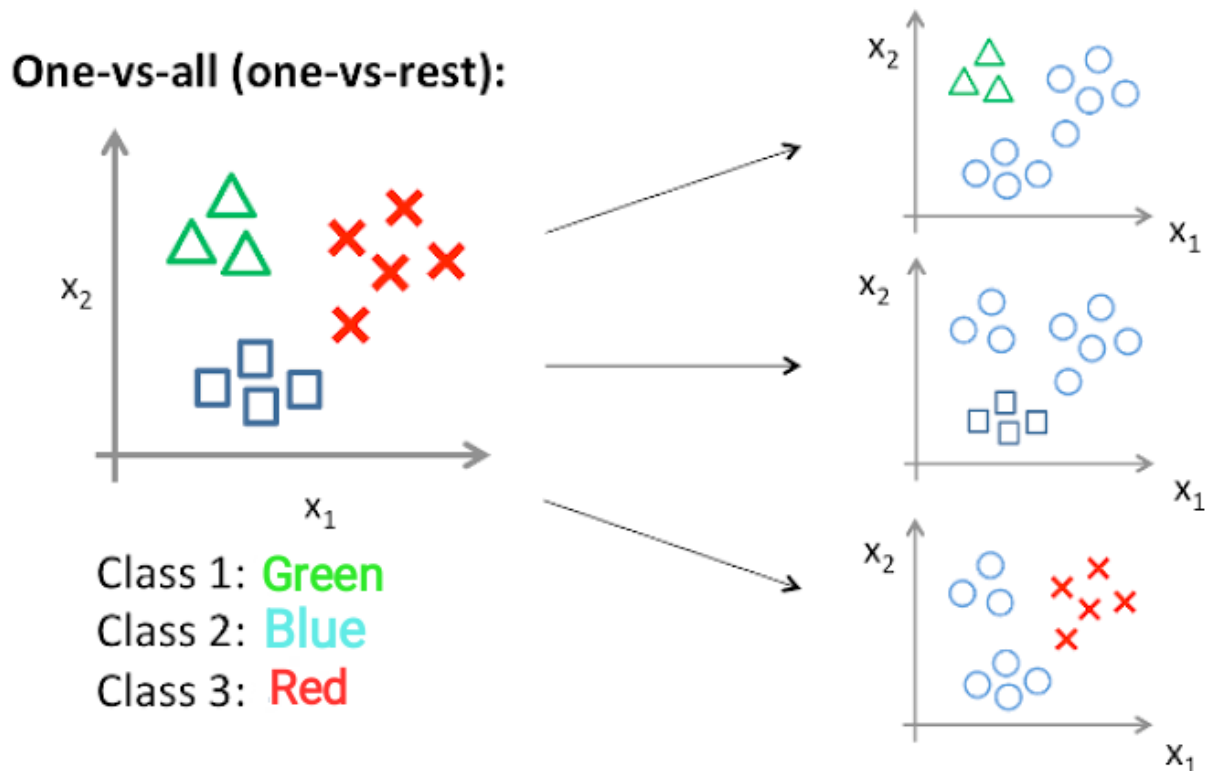 One-vs-all (one-vs-rest):
x₂
x₁
Class 1: Green
Class 2: Blue
Class 3: Red
x₂
x₁
x₂
x₁
x₂
x₁